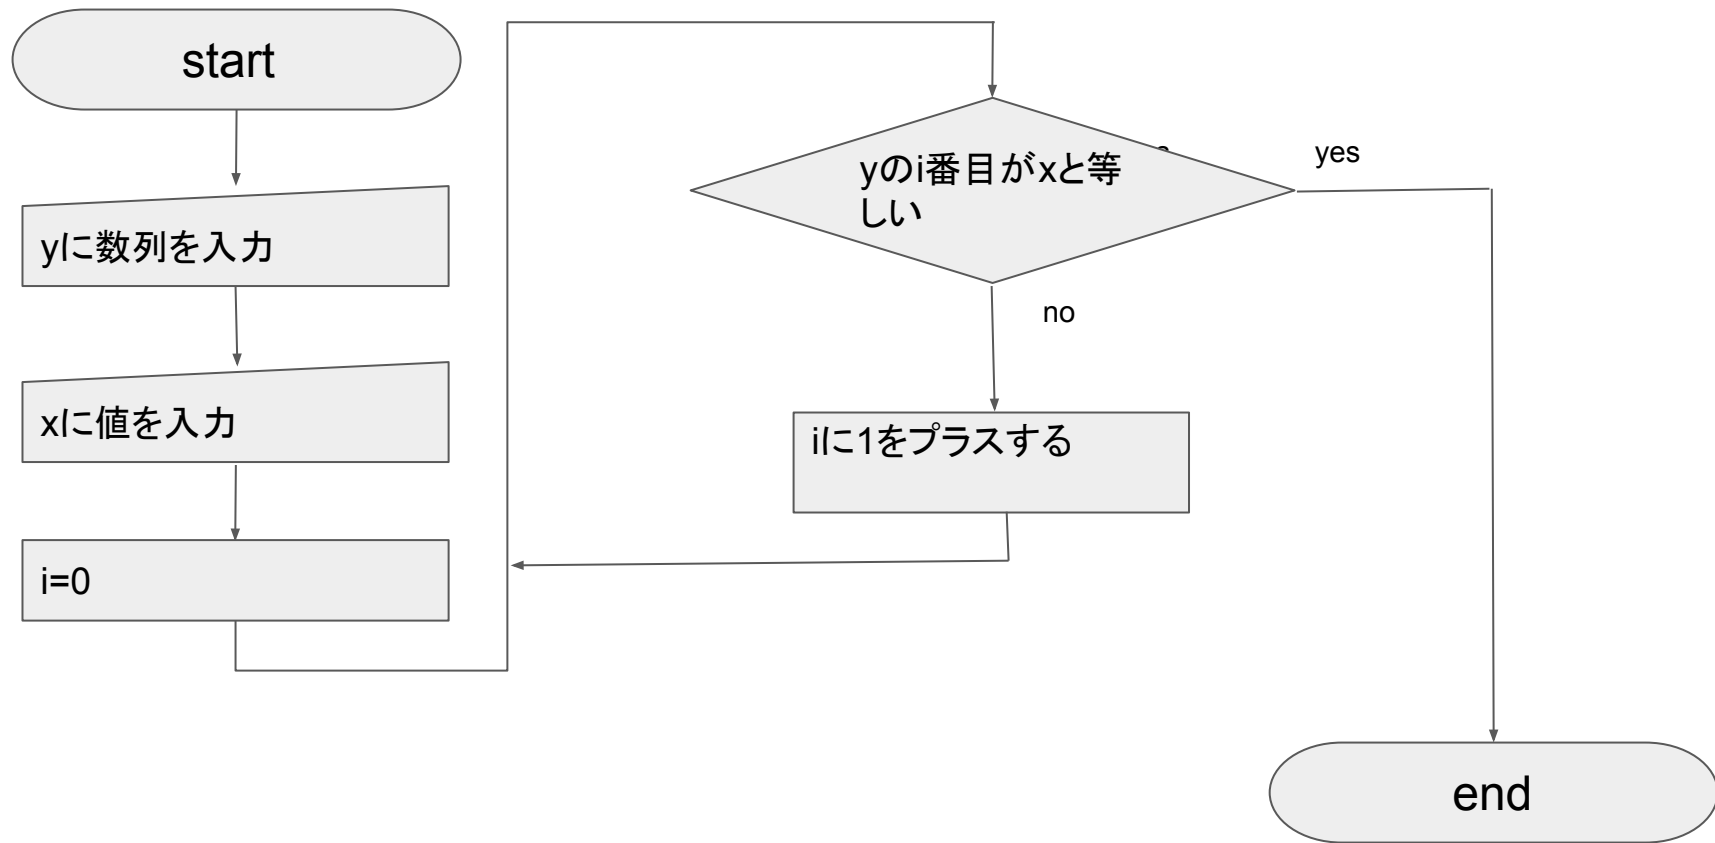 start
yに数列を入力
xに値を入力
i=0
yのi番目がxと等
しい
yes
no
iに1をプラスする
end